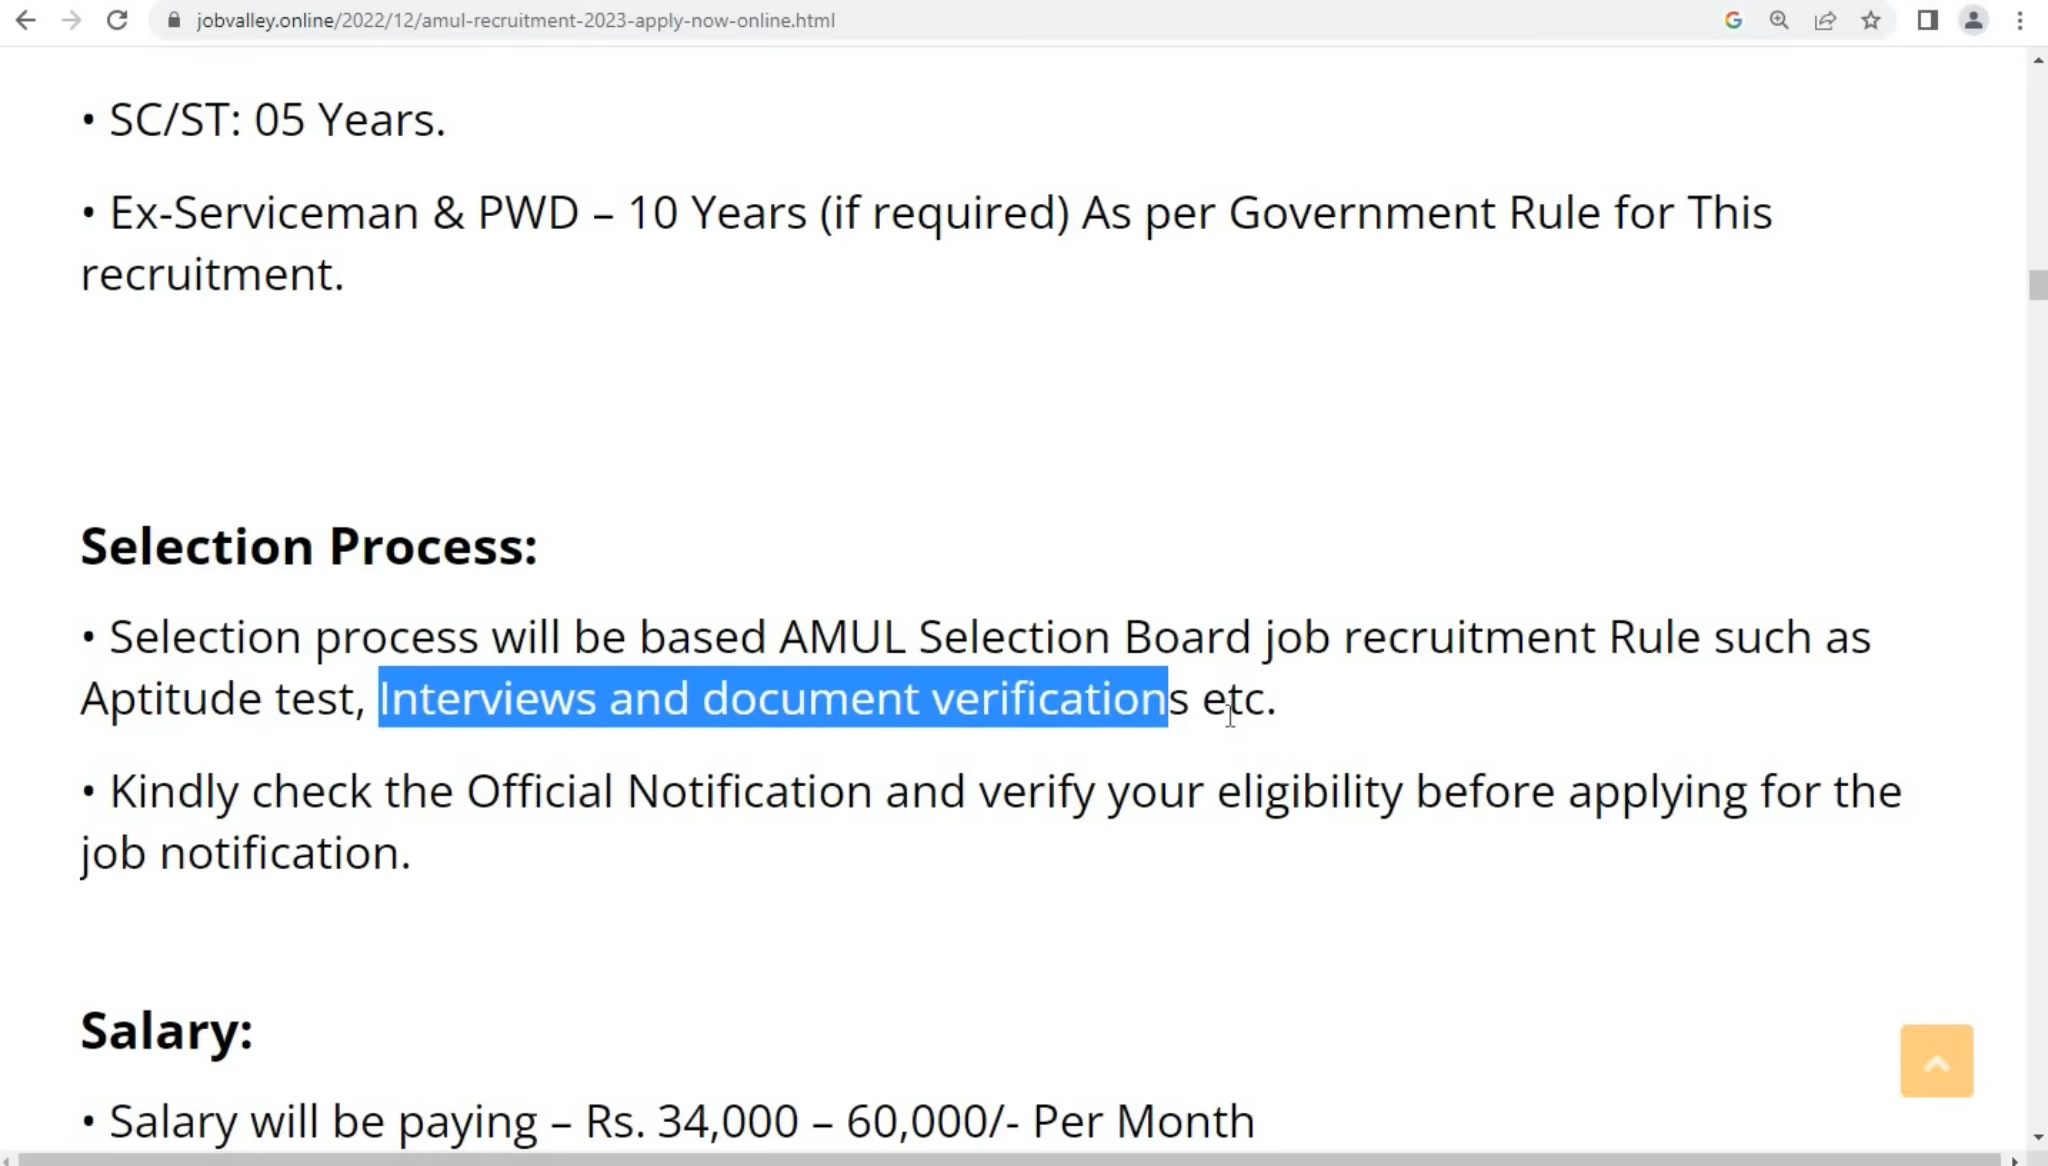 jobvalley.online/2022/12/amul-recruitment-2023-apply-now-online.html
• SC/ST: 05 Years.
• Ex-Serviceman & PWD – 10 Years (if required) As per Government Rule for This
recruitment.
Selection Process:
• Selection process will be based AMUL Selection Board job recruitment Rule such as
Aptitude test, Interviews and document verifications etc.
• Kindly check the Official Notification and verify your eligibility before applying for the
job notification.
Salary:
• Salary will be paying – Rs. 34,000 – 60,000/- Per Month